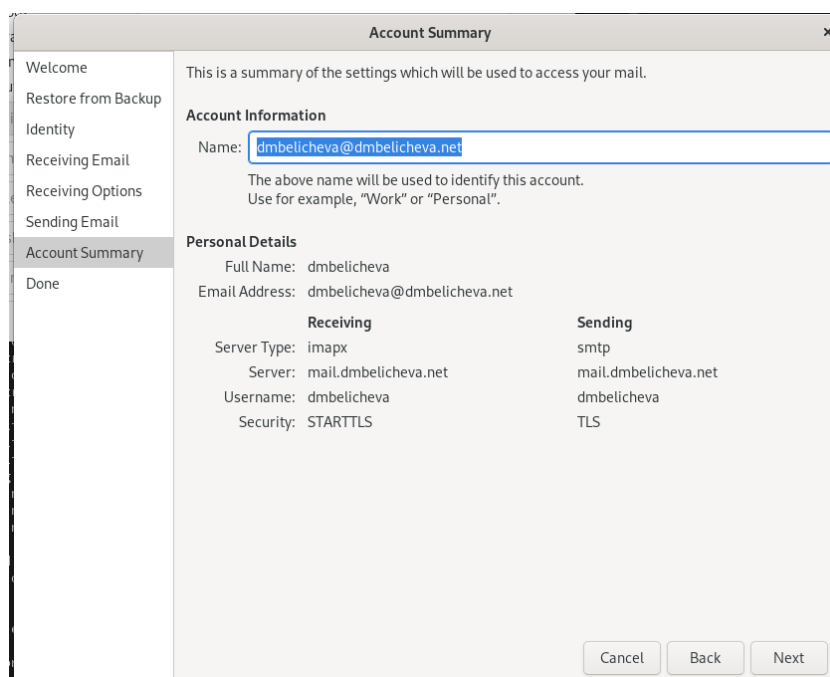 Account Summary
Welcome
Restore from Backup
Identity
Receiving Email
Receiving Options
Sending Email
Account Summary
Done
This is a summary of the settings which will be used to access your mail.
Account Information
Name: dmbelicheva@dmbelicheva.net
The above name will be used to identify this account.
Use for example, “Work” or “Personal”.
Personal Details
Full Name: dmbelicheva
Email Address: dmbelicheva@dmbelicheva.net
Receiving Sending
Server Type: imapx smtp
Server: mail.dmbelicheva.net mail.dmbelicheva.net
Username: dmbelicheva dmbelicheva
Security: STARTTLS TLS
Cancel Back Next